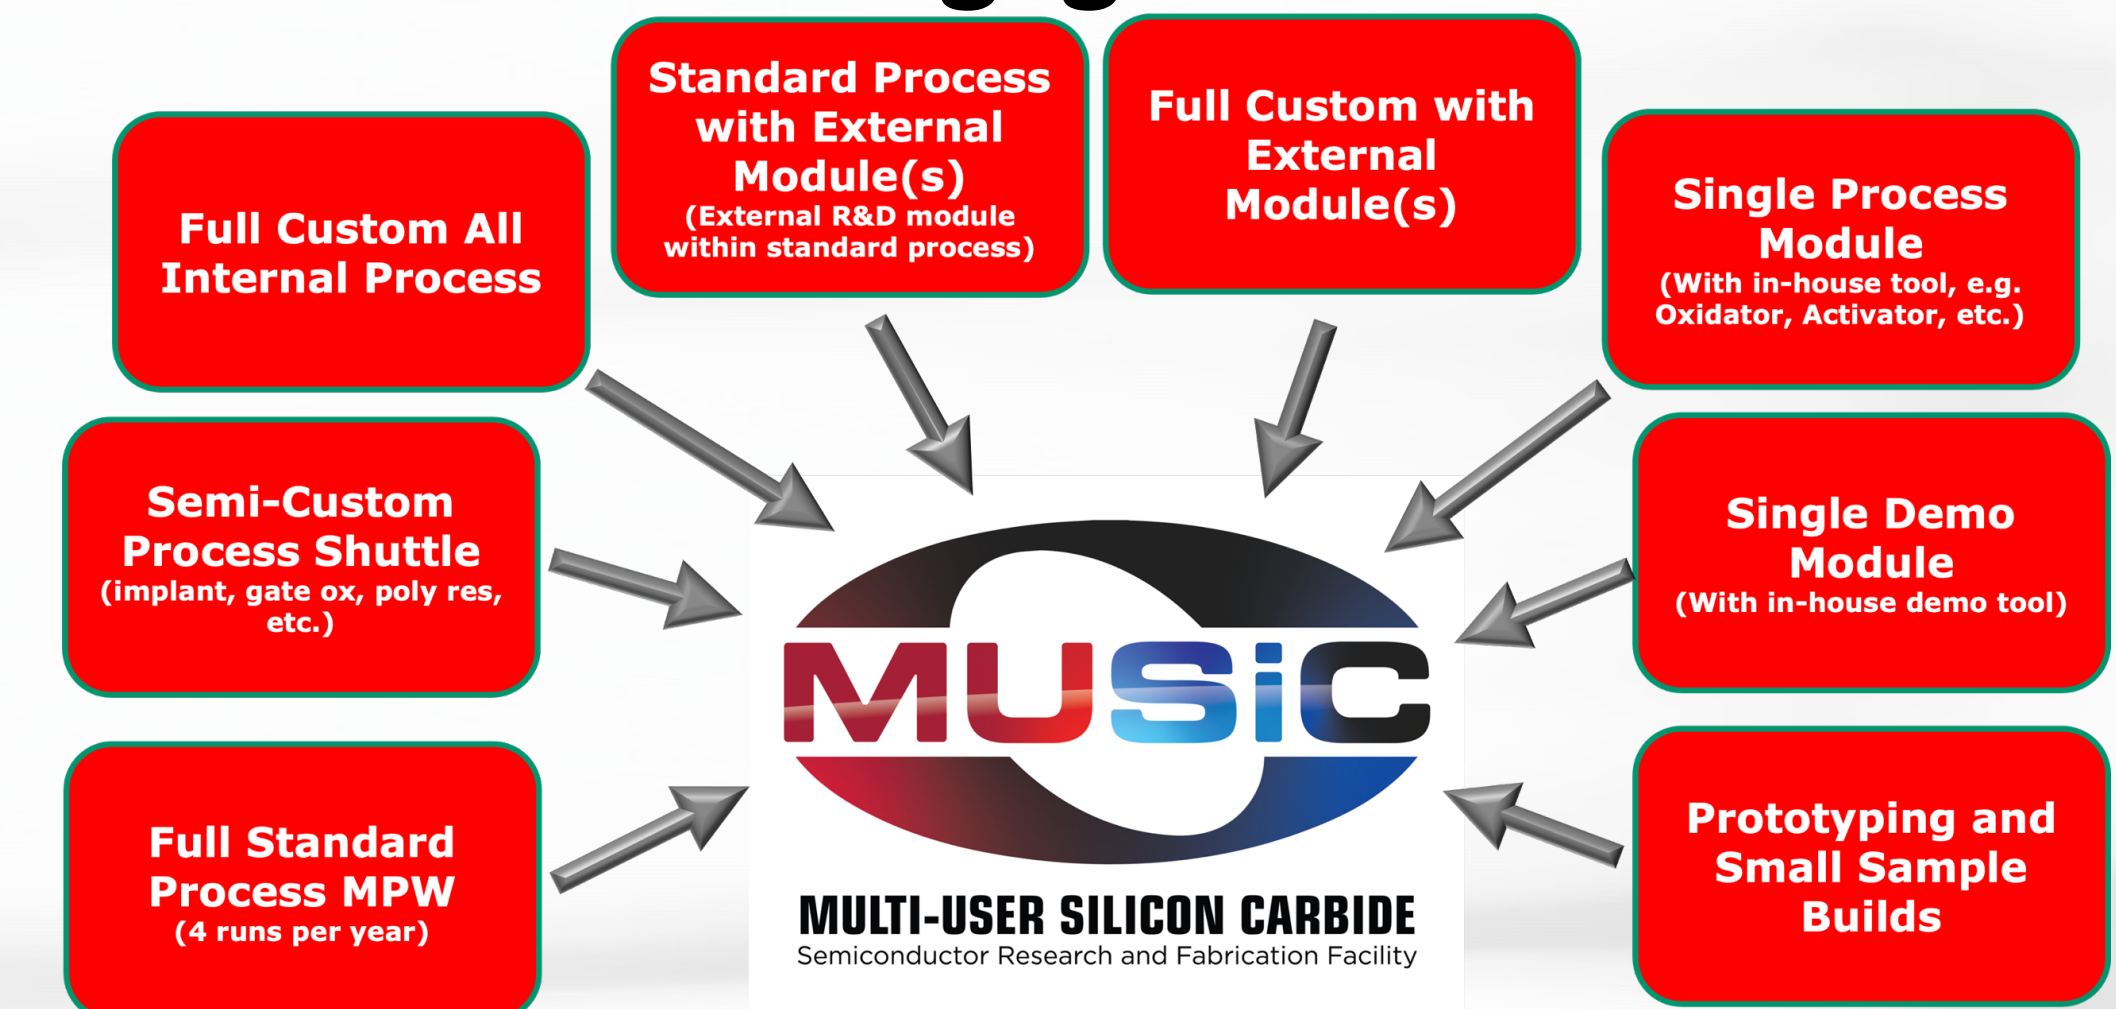 Standard Process
with External
Module(s)
(External R&D module
within standard process)
Full Custom with
External
Module(s)
Full Custom All
Internal Process
Single Process
Module
(With in-house tool, e.g.
Oxidator, Activator, etc.)
Semi-Custom
Process Shuttle
(implant, gate ox, poly res,
etc.)
Single Demo
Module
(With in-house demo tool)
Full Standard
Process MPW
(4 runs per year)
Prototyping and
Small Sample
Builds
MUSiC
MULTI-USER SILICON CARBIDE
Semiconductor Research and Fabrication Facility